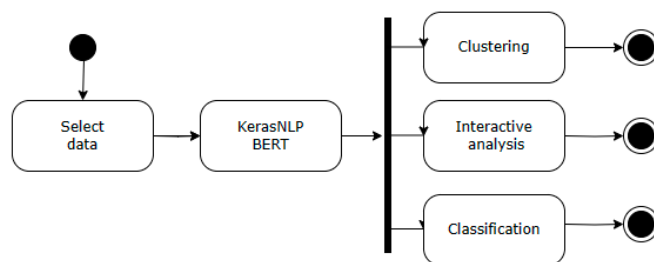 Select
data
KerasNLP
BERT
Clustering
Interactive
analysis
Classification